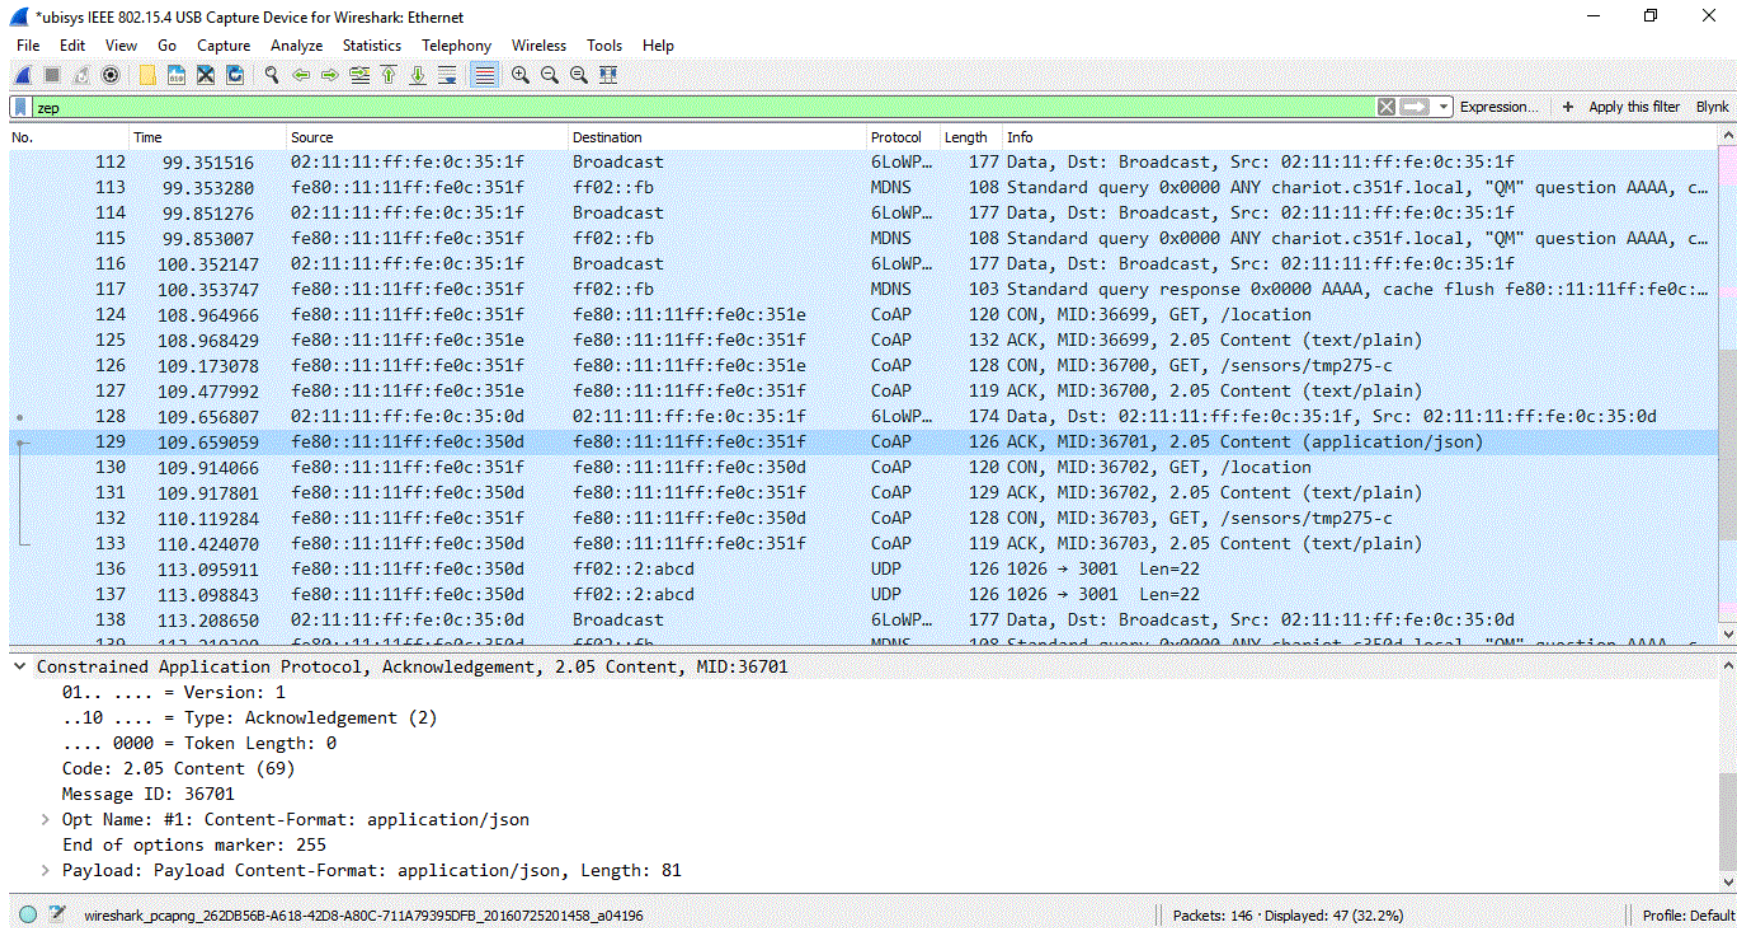 *ubisys IEEE 802.15.4 USB Capture Device for Wireshark: Ethernet
File Edit View Go Capture Analyze Statistics Telephony Wireless Tools Help
zep Expression... + Apply this filter Blynk
No. Time Source Destination Protocol Length Info
112 99.351516 02:11:11:ff:fe:0c:35:1f Broadcast 6LoWP... 177 Data, Dst: Broadcast, Src: 02:11:11:ff:fe:0c:35:1f
113 99.353280 fe80::11:11ff:fe0c:351f ff02::fb MDNS 108 Standard query 0x0000 ANY chariot.c351f.local, "QM" question AAAA, c...
114 99.851276 02:11:11:ff:fe:0c:35:1f Broadcast 6LoWP... 177 Data, Dst: Broadcast, Src: 02:11:11:ff:fe:0c:35:1f
115 99.853007 fe80::11:11ff:fe0c:351f ff02::fb MDNS 108 Standard query 0x0000 ANY chariot.c351f.local, "QM" question AAAA, c...
116 100.352147 02:11:11:ff:fe:0c:35:1f Broadcast 6LoWP... 177 Data, Dst: Broadcast, Src: 02:11:11:ff:fe:0c:35:1f
117 100.353747 fe80::11:11ff:fe0c:351f ff02::fb MDNS 103 Standard query response 0x0000 AAAA, cache flush fe80::11:11ff:fe0c:...
124 108.964966 fe80::11:11ff:fe0c:351f fe80::11:11ff:fe0c:351e CoAP 120 CON, MID:36699, GET, /location
125 108.968429 fe80::11:11ff:fe0c:351e fe80::11:11ff:fe0c:351f CoAP 132 ACK, MID:36699, 2.05 Content (text/plain)
126 109.173078 fe80::11:11ff:fe0c:351f fe80::11:11ff:fe0c:351e CoAP 128 CON, MID:36700, GET, /sensors/tmp275-c
127 109.477992 fe80::11:11ff:fe0c:351e fe80::11:11ff:fe0c:351f CoAP 119 ACK, MID:36700, 2.05 Content (text/plain)
128 109.656807 02:11:11:ff:fe:0c:35:0d 02:11:11:ff:fe:0c:35:1f 6LoWP... 174 Data, Dst: 02:11:11:ff:fe:0c:35:1f, Src: 02:11:11:ff:fe:0c:35:0d
129 109.659059 fe80::11:11ff:fe0c:350d fe80::11:11ff:fe0c:351f CoAP 126 ACK, MID:36701, 2.05 Content (application/json)
130 109.914066 fe80::11:11ff:fe0c:351f fe80::11:11ff:fe0c:350d CoAP 120 CON, MID:36702, GET, /location
131 109.917801 fe80::11:11ff:fe0c:350d fe80::11:11ff:fe0c:351f CoAP 129 ACK, MID:36702, 2.05 Content (text/plain)
132 110.119284 fe80::11:11ff:fe0c:351f fe80::11:11ff:fe0c:350d CoAP 128 CON, MID:36703, GET, /sensors/tmp275-c
133 110.424070 fe80::11:11ff:fe0c:350d fe80::11:11ff:fe0c:351f CoAP 119 ACK, MID:36703, 2.05 Content (text/plain)
136 113.095911 fe80::11:11ff:fe0c:350d ff02::2:abcd UDP 126 1026 → 3001 Len=22
137 113.098843 fe80::11:11ff:fe0c:350d ff02::2:abcd UDP 126 1026 → 3001 Len=22
138 113.208650 02:11:11:ff:fe:0c:35:0d Broadcast 6LoWP... 177 Data, Dst: Broadcast, Src: 02:11:11:ff:fe:0c:35:0d
Constrained Application Protocol, Acknowledgement, 2.05 Content, MID:36701
01.. .... = Version: 1
..10 .... = Type: Acknowledgement (2)
.... 0000 = Token Length: 0
Code: 2.05 Content (69)
Message ID: 36701
Opt Name: #1: Content-Format: application/json
End of options marker: 255
Payload: Payload Content-Format: application/json, Length: 81
wireshark_pcapng_262DB56B-A618-42D8-A80C-711A79395DFB_20160725201458_a04196 Packets: 146 · Displayed: 47 (32.2%) Profile: Default